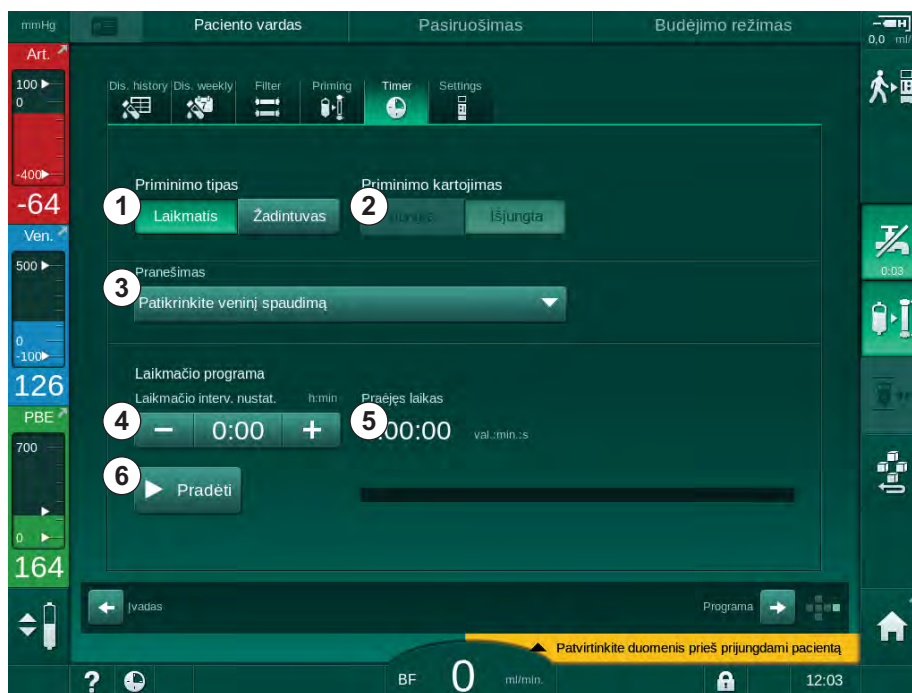 mmHg
Paciento vardas
Pasiruošimas
Budėjimo režimas
0,0 ml/
Art.
100
0
-400
-64
Ven.
500
0
-100
126
PBE
700
0
164
Dis. history
Dis. weekly
Filter
Priming
Timer
Settings
Priminimo tipas
Priminimo kartojimas
1
Laikmatis
Žadintuvas
2
Išjungta
3
Pranešimas
Patikrinkite veninį spaudimą
Laikmačio programa
Laikmačio interv. nustat.
h:min
Praėjęs laikas
4
− 0:00 +
5
:00:00
val.:min.:s
6
Pradėti
0:03
Įvadas
Programa
Patvirtinkite duomenis prieš prijungdami pacientą
?
BF
0
ml/min.
12:03